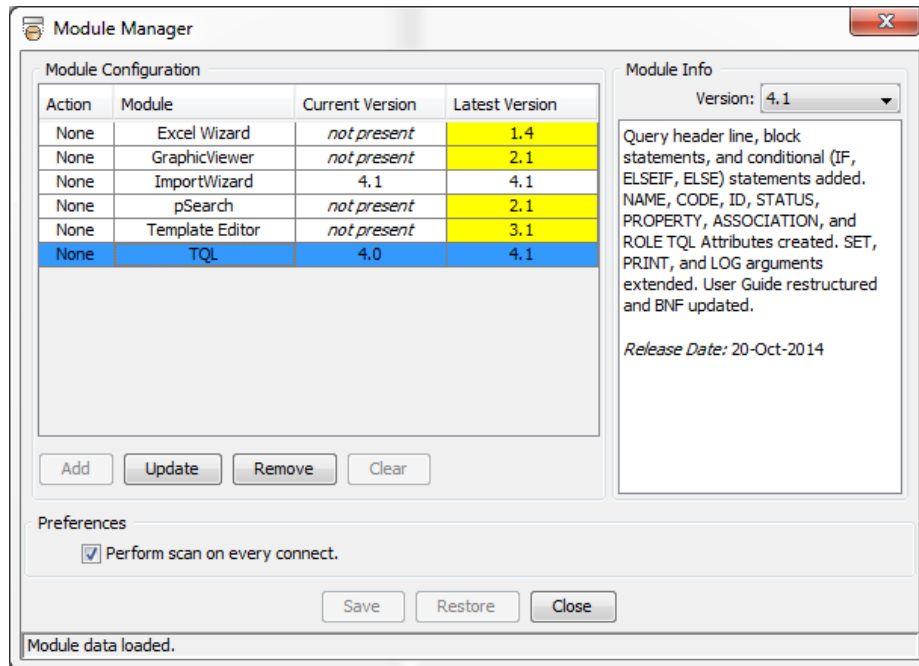 Module Manager
Module Configuration
Action Module Current Version Latest Version
None Excel Wizard not present 1.4
None GraphicViewer not present 2.1
None ImportWizard 4.1 4.1
None pSearch not present 2.1
None Template Editor not present 3.1
None TQL 4.0 4.1
Add Update Remove Clear
Module Info
Version: 4.1
Query header line, block
statements, and conditional (IF,
ELSEIF, ELSE) statements added.
NAME, CODE, ID, STATUS,
PROPERTY, ASSOCIATION, and
ROLE TQL Attributes created. SET,
PRINT, and LOG arguments
extended. User Guide restructured
and BNF updated.
Release Date: 20-Oct-2014
Preferences
Perform scan on every connect.
Save Restore Close
Module data loaded.